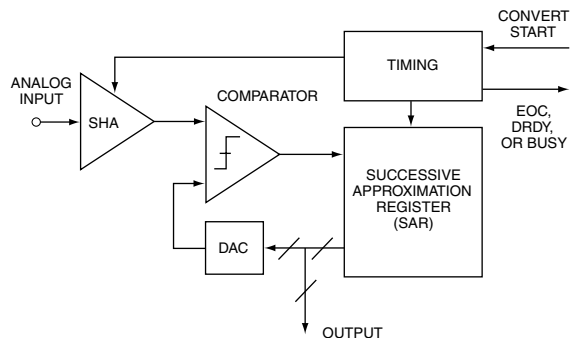 CONVERT
START
TIMING
ANALOG
INPUT
COMPARATOR
SHA
EOC,
DRDY,
OR BUSY
SUCCESSIVE
APPROXIMATION
REGISTER
(SAR)
DAC
OUTPUT